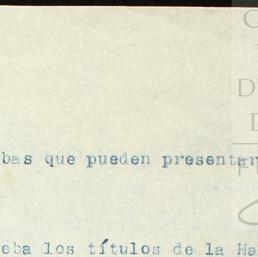 bas que pueden presentar
eba los títulos de la Ha